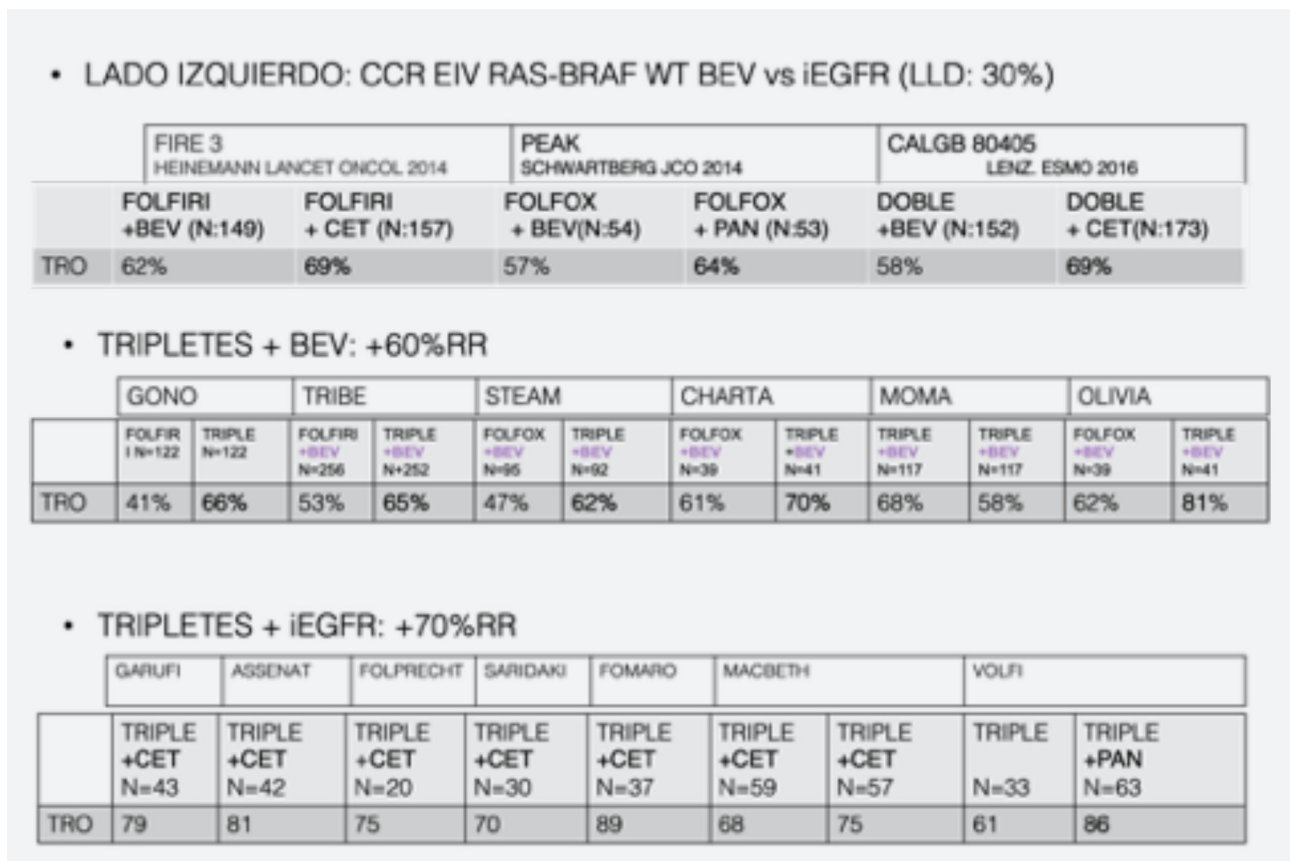 • LADO IZQUIERDO: CCR EIV RAS-BRAF WT BEV vs iEGFR (LLD: 30%)
FIRE 3 PEAK CALGB 80405
HEINEMANN LANCET ONCOL 2014 SCHWARTBERG JCO 2014 LENZ. ESMO 2016
FOLFIRI FOLFIRI FOLFOX FOLFOX DOBLE DOBLE
+BEV (N:149) + CET (N:157) + BEV(N:54) + PAN (N:53) +BEV (N:152) + CET(N:173)
TRO 62% 69% 57% 64% 58% 69%
• TRIPLETES + BEV: +60%RR
GONO TRIBE STEAM CHARTA MOMA OLIVIA
FOLFIR TRIPLE FOLFIRI TRIPLE FOLFOX TRIPLE FOLFOX TRIPLE TRIPLE TRIPLE FOLFOX TRIPLE
I N=122 N=122 +BEV +BEV +BEV +BEV +BEV +BEV +BEV +BEV +BEV +BEV
N=256 N+252 N=95 N=92 N=39 N=41 N=117 N=117 N=39 N=41
TRO 41% 66% 53% 65% 47% 62% 61% 70% 68% 58% 62% 81%
• TRIPLETES + iEGFR: +70%RR
GARUFI ASSENAT FOLPRECHT SARIDAKI FOMARO MACBETH VOLFI
TRIPLE TRIPLE TRIPLE TRIPLE TRIPLE TRIPLE TRIPLE TRIPLE TRIPLE
+CET +CET +CET +CET +CET +CET +CET +PAN
N=43 N=42 N=20 N=30 N=37 N=59 N=57 N=33 N=63
TRO 79 81 75 70 89 68 75 61 86